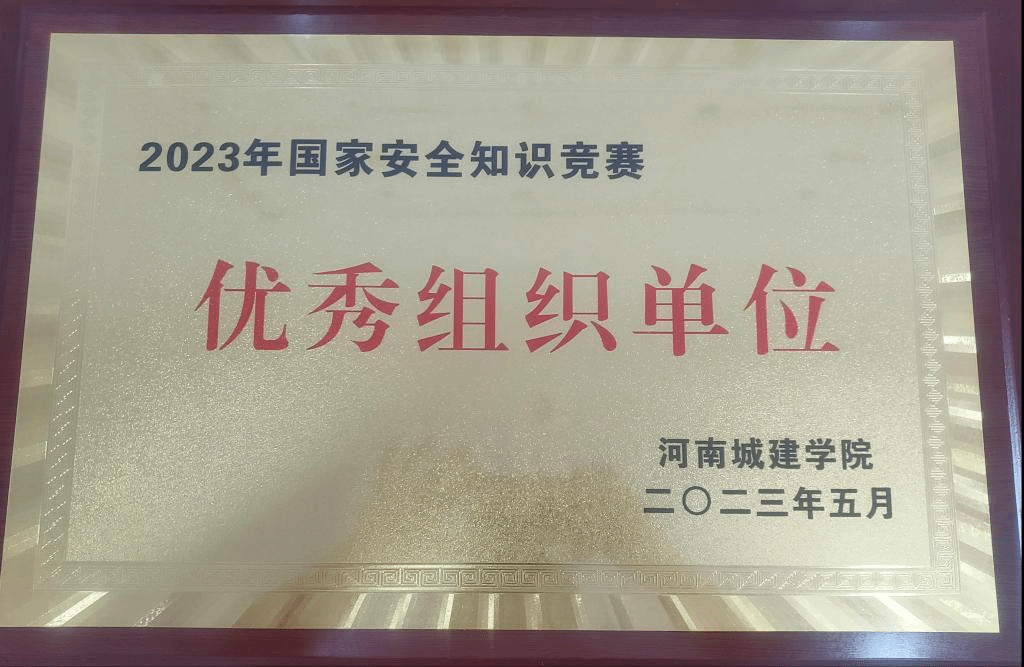 2023年国家安全知识竞赛
优秀组织单位
河南城建学院
二〇二三年五月